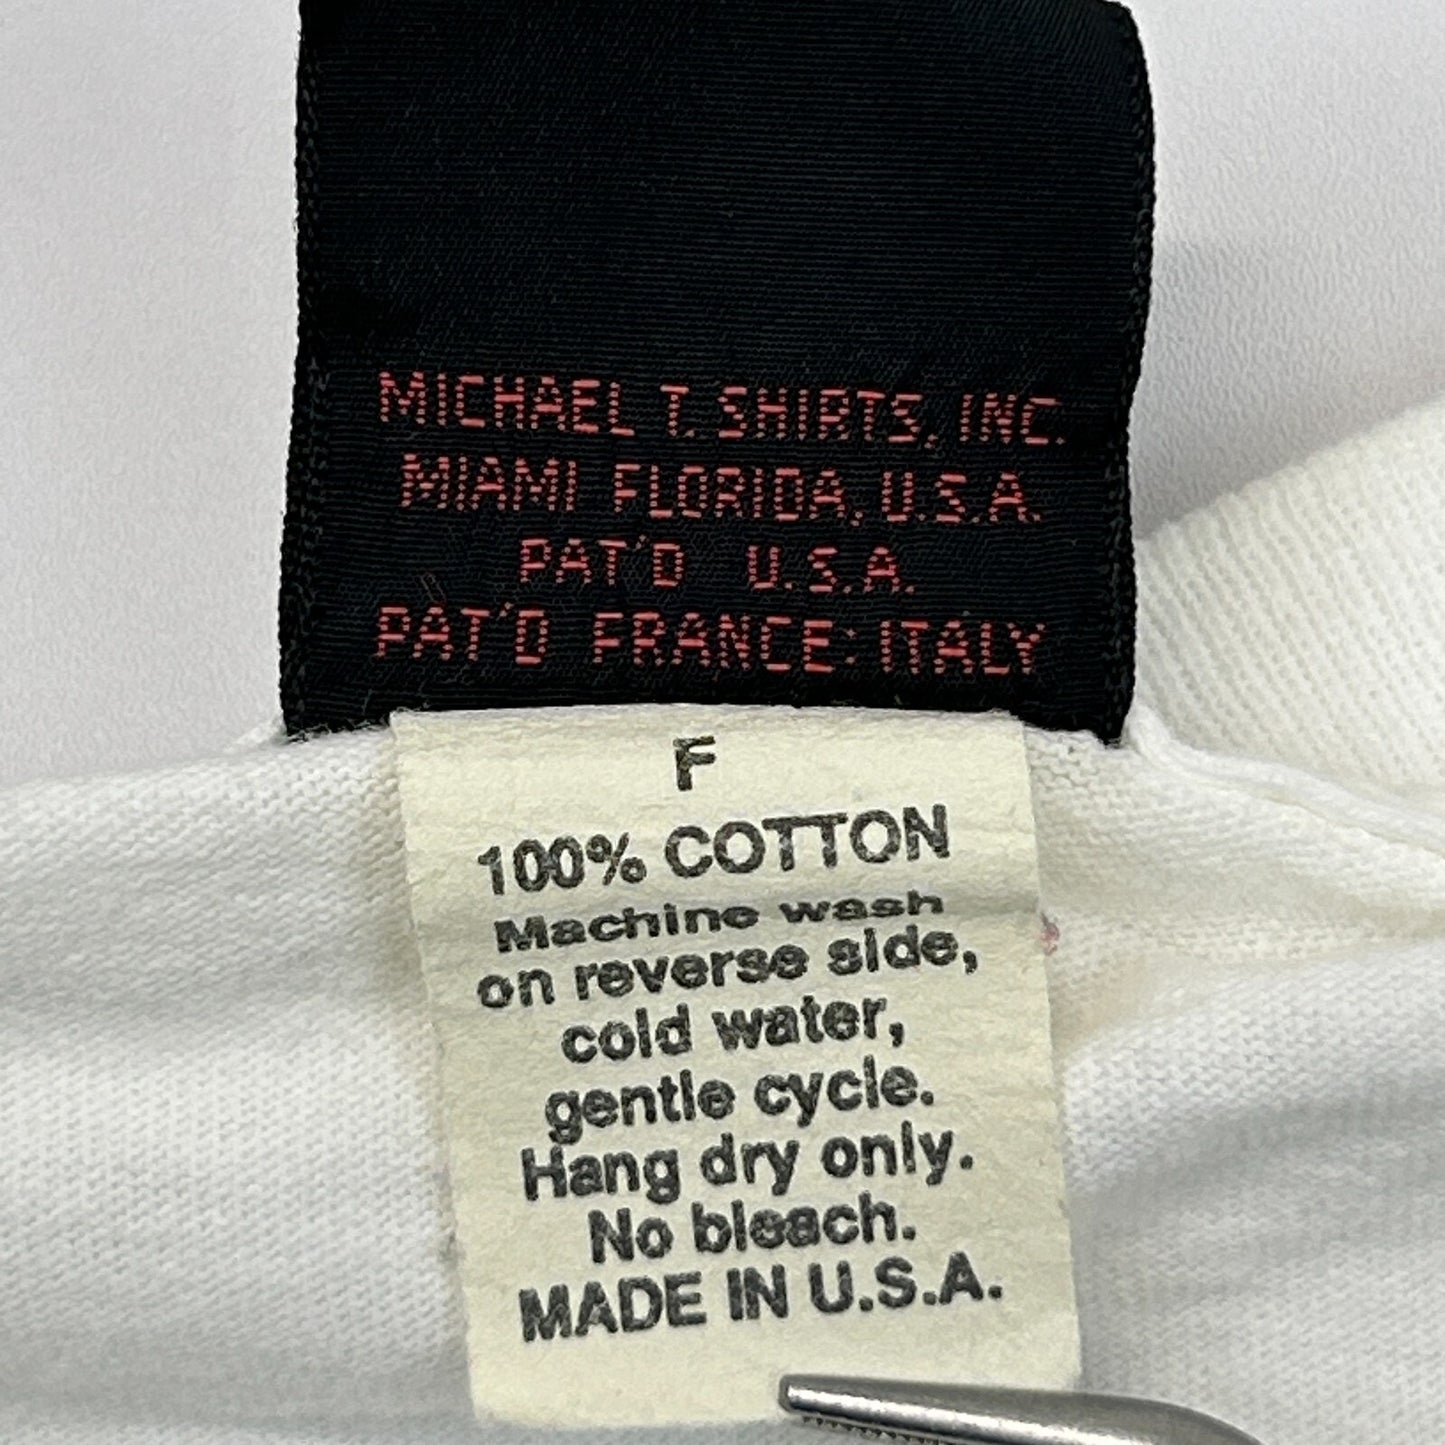 MICHAEL T. SHIRTS, INC.
MIAMI FLORIDA, U.S.A.
PAT'D U.S.A.
PAT'D FRANCE: ITALY
F
100% COTTON
Machine wash
on reverse side,
cold water,
gentle cycle.
Hang dry only.
No bleach.
MADE IN U.S.A.